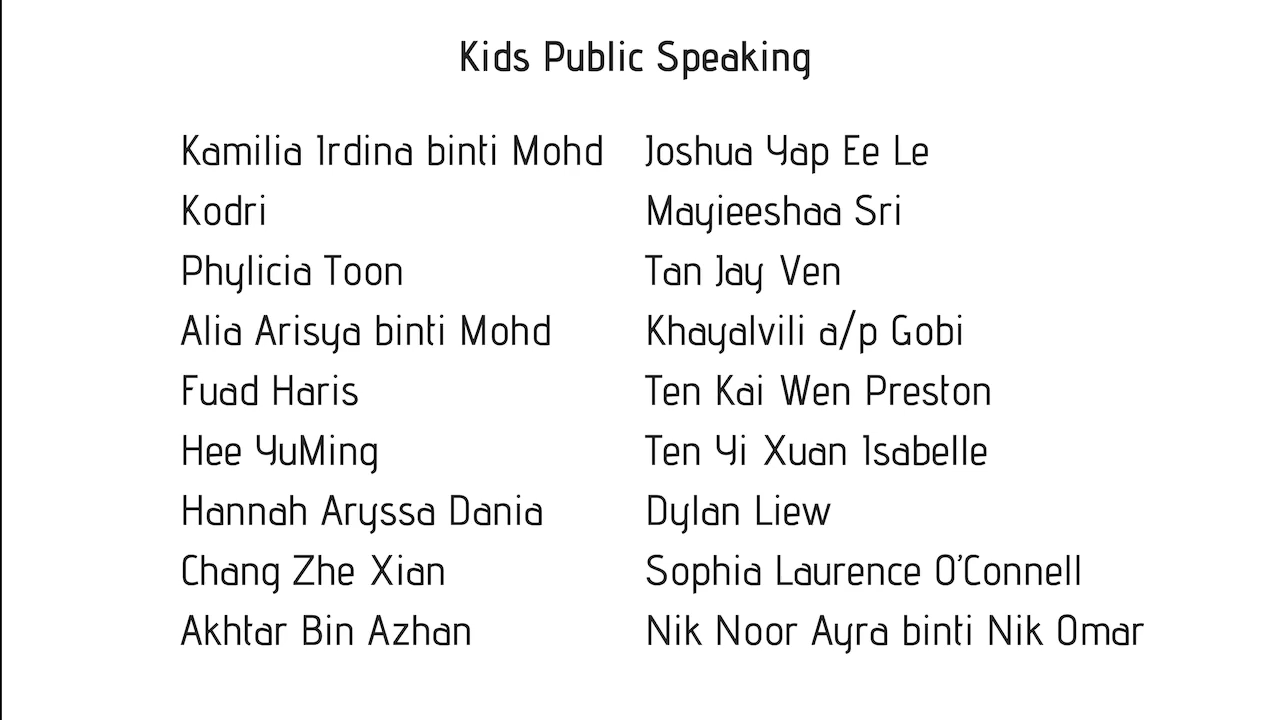 Kids Public Speaking
Kamilia Irdina binti Mohd
Kodri
Phylicia Toon
Alia Arisya binti Mohd
Fuad Haris
Hee YuMing
Hannah Aryssa Dania
Chang Zhe Xian
Akhtar Bin Azhan
Joshua Yap Ee Le
Mayieeshaa Sri
Tan Jay Ven
Khayalvili a/p Gobi
Ten Kai Wen Preston
Ten Yi Xuan Isabelle
Dylan Liew
Sophia Laurence O’Connell
Nik Noor Ayra binti Nik Omar